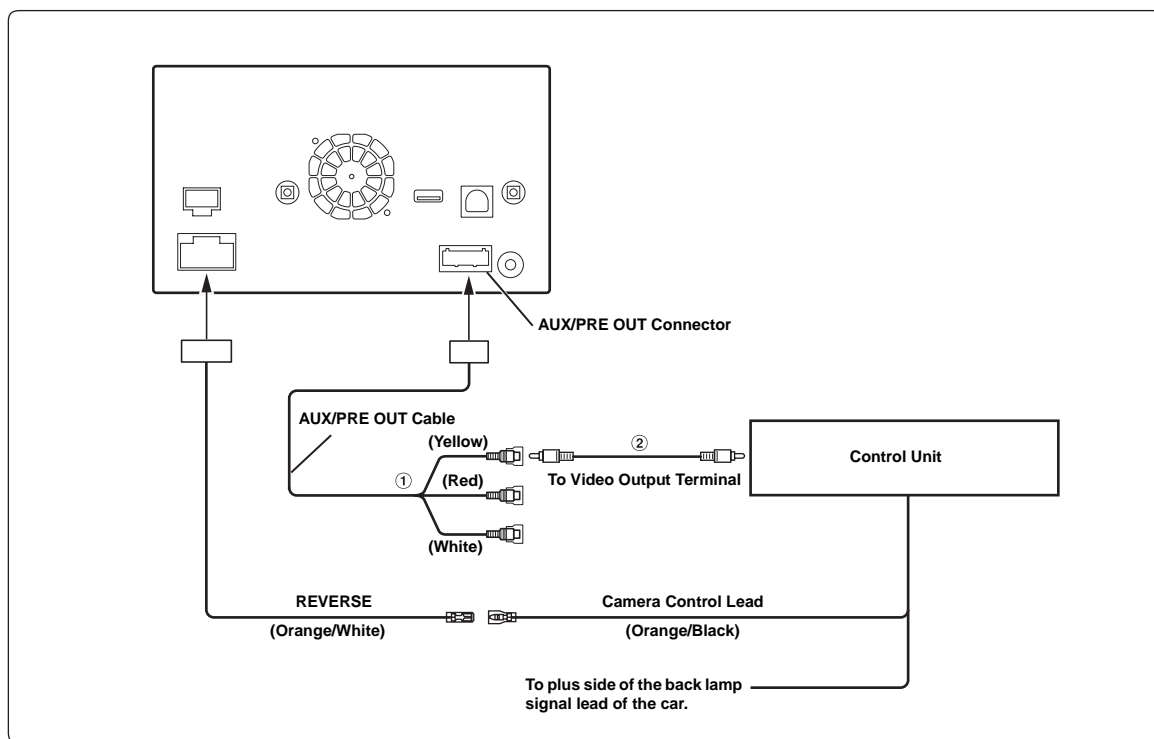 AUX/PRE OUT Connector
AUX/PRE OUT Cable
(Yellow)
②
Control Unit
To Video Output Terminal
①
(Red)
(White)
REVERSE
(Orange/White)
Camera Control Lead
(Orange/Black)
To plus side of the back lamp
signal lead of the car.